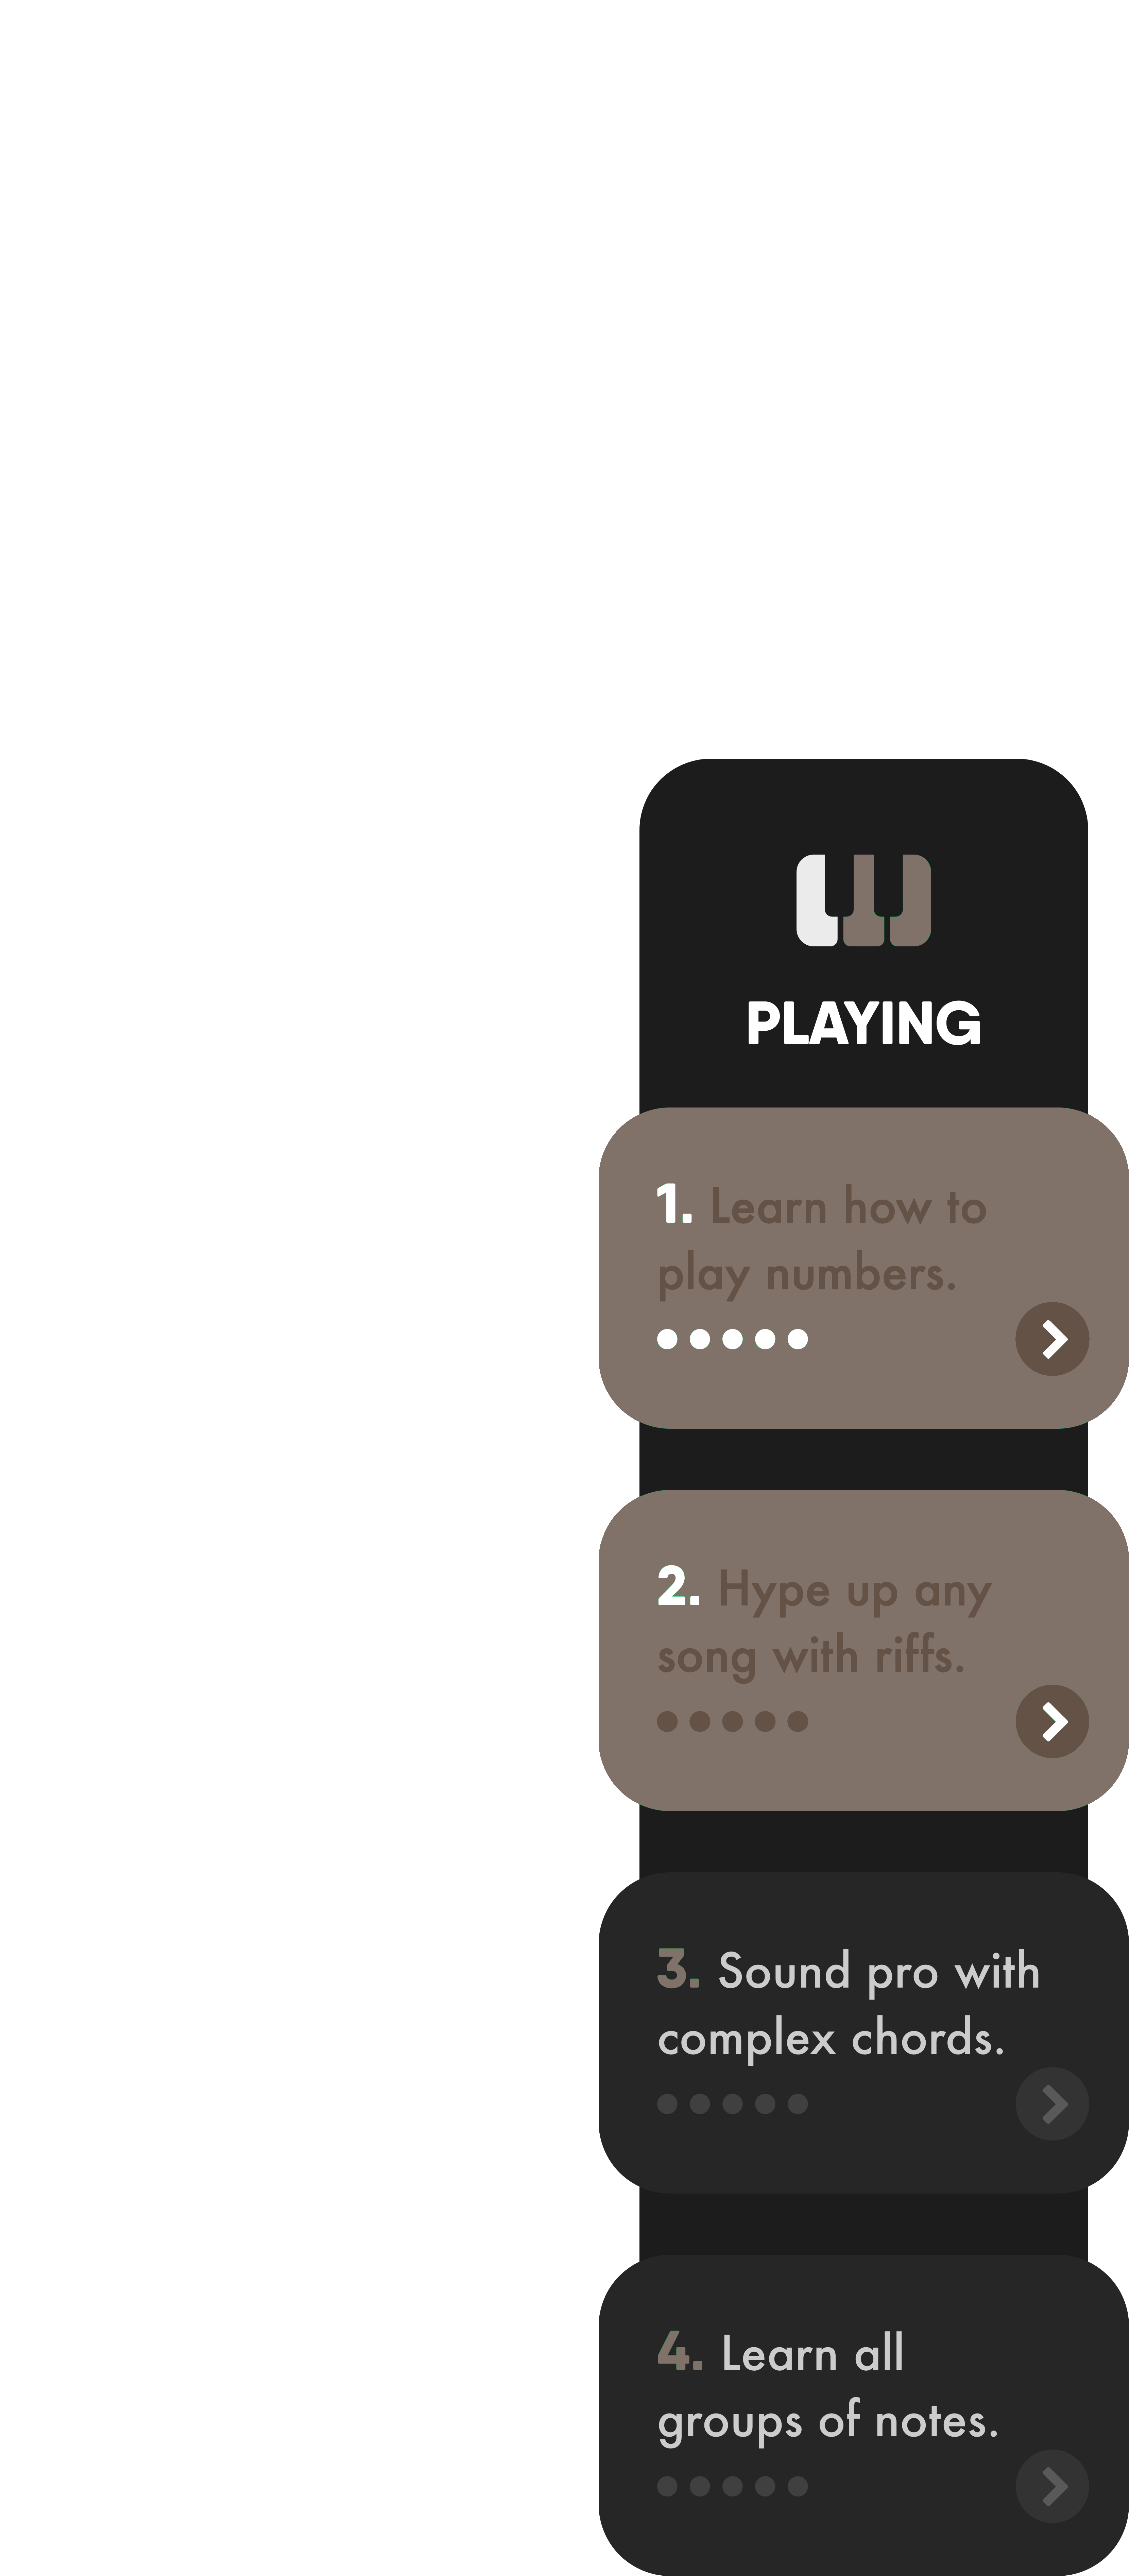 PLAYING
1. Learn how to
play numbers.
2. Hype up any
song with riffs.
3. Sound pro with
complex chords.
4. Learn all
groups of notes.